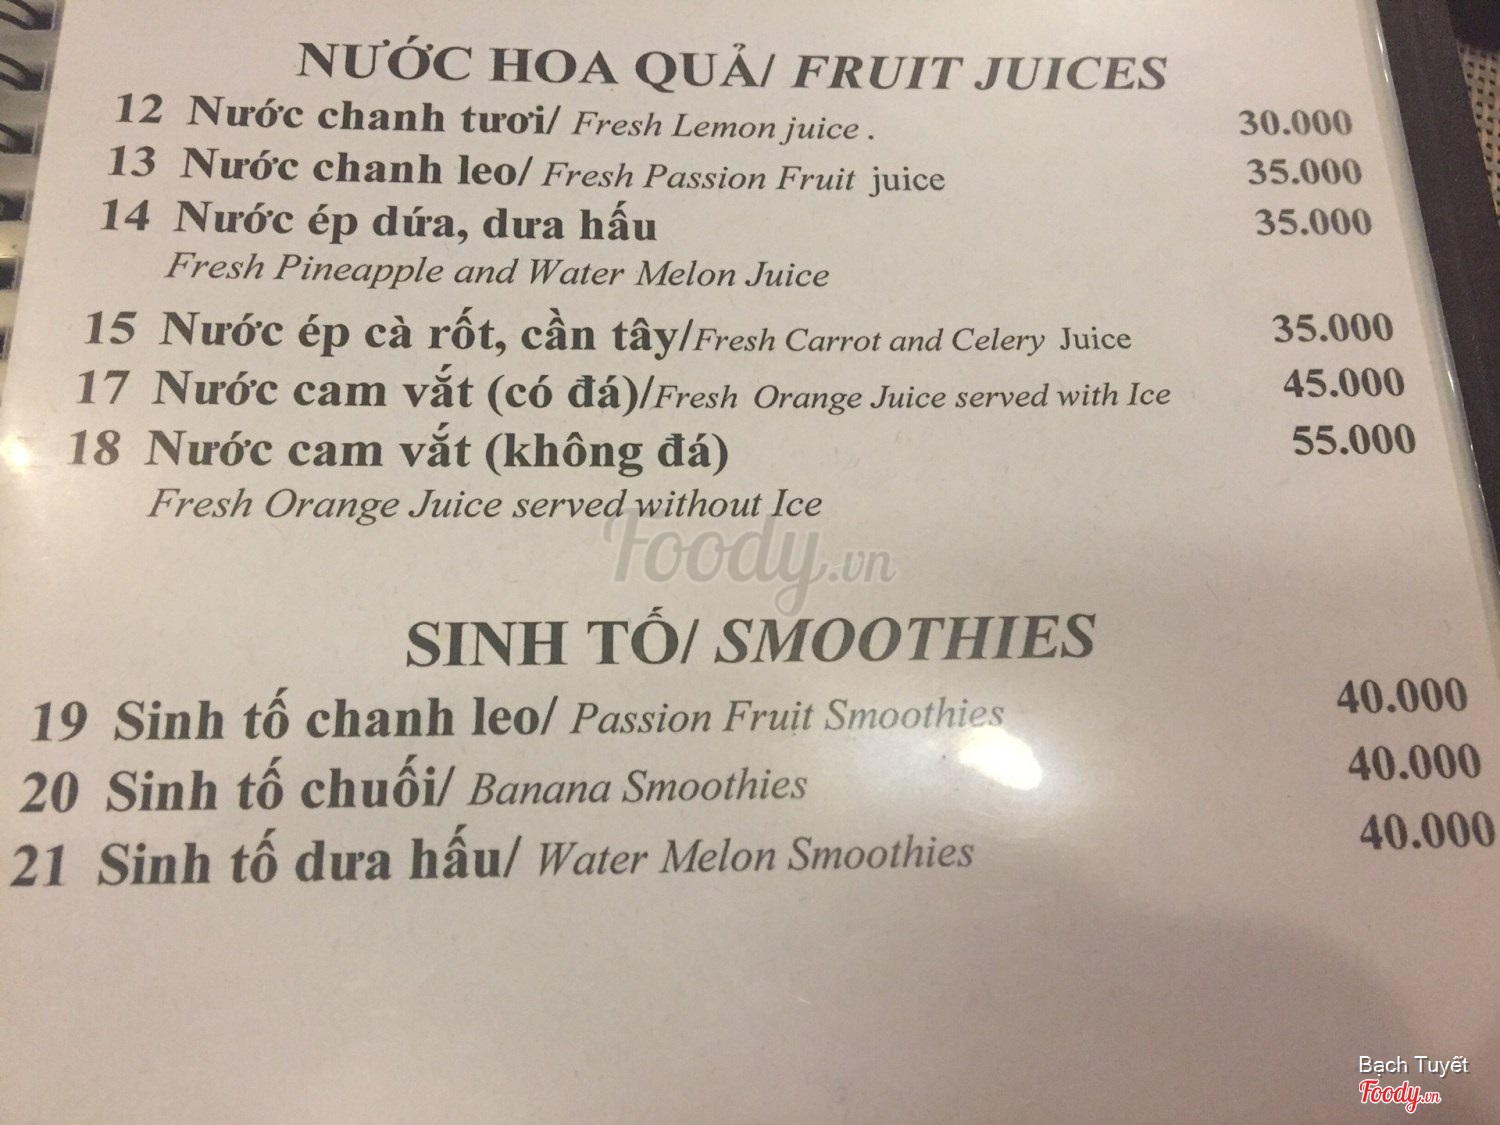 NƯỚC HOA QUẢ/ FRUIT JUICES
12 Nước chanh tươi/ Fresh Lemon juice . 30.000
13 Nước chanh leo/ Fresh Passion Fruit juice 35.000
14 Nước ép dứa, dưa hấu 35.000
Fresh Pineapple and Water Melon Juice
15 Nước ép cà rốt, cần tây/Fresh Carrot and Celery Juice 35.000
17 Nước cam vắt (có đá)/Fresh Orange Juice served with Ice 45.000
18 Nước cam vắt (không đá) 55.000
Fresh Orange Juice served without Ice
Foody.vn
SINH TỐ/ SMOOTHIES
19 Sinh tố chanh leo/ Passion Fruit Smoothies 40.000
20 Sinh tố chuối/ Banana Smoothies 40.000
21 Sinh tố dưa hấu/ Water Melon Smoothies 40.000
Bạch Tuyết
Foody.vn